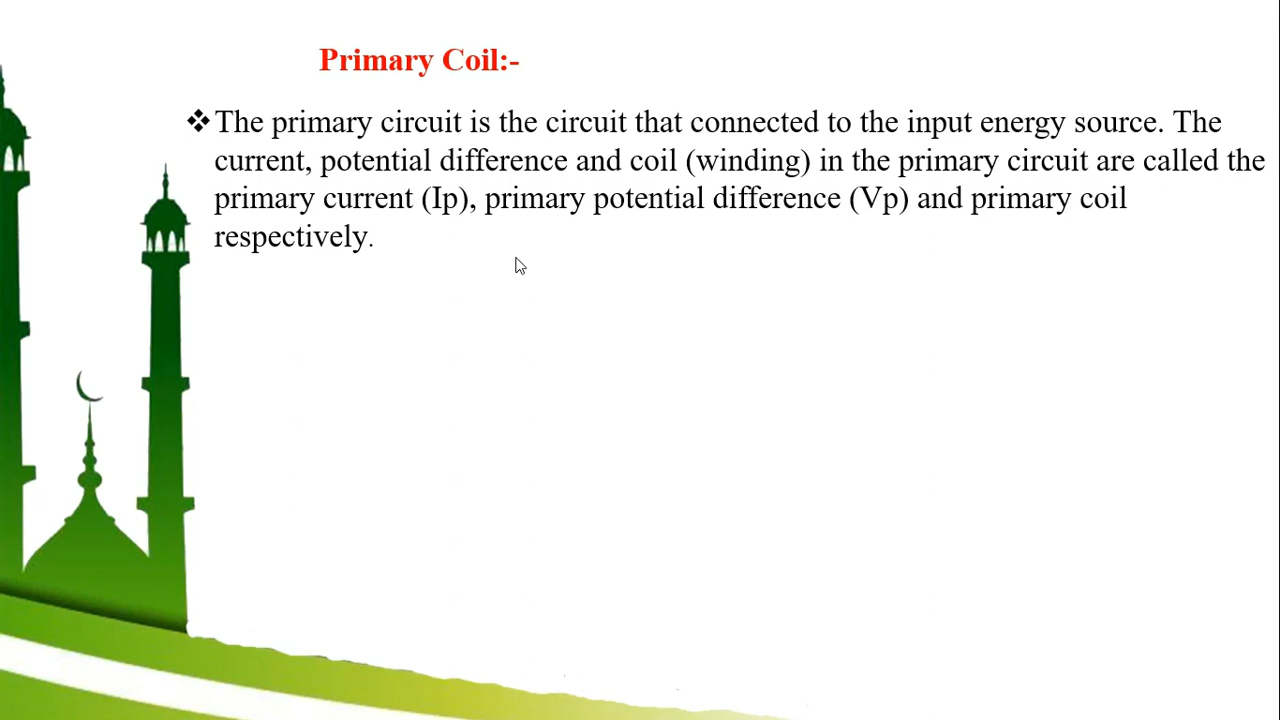 Primary Coil:-
❖The primary circuit is the circuit that connected to the input energy source. The
current, potential difference and coil (winding) in the primary circuit are called the
primary current (Ip), primary potential difference (Vp) and primary coil
respectively.